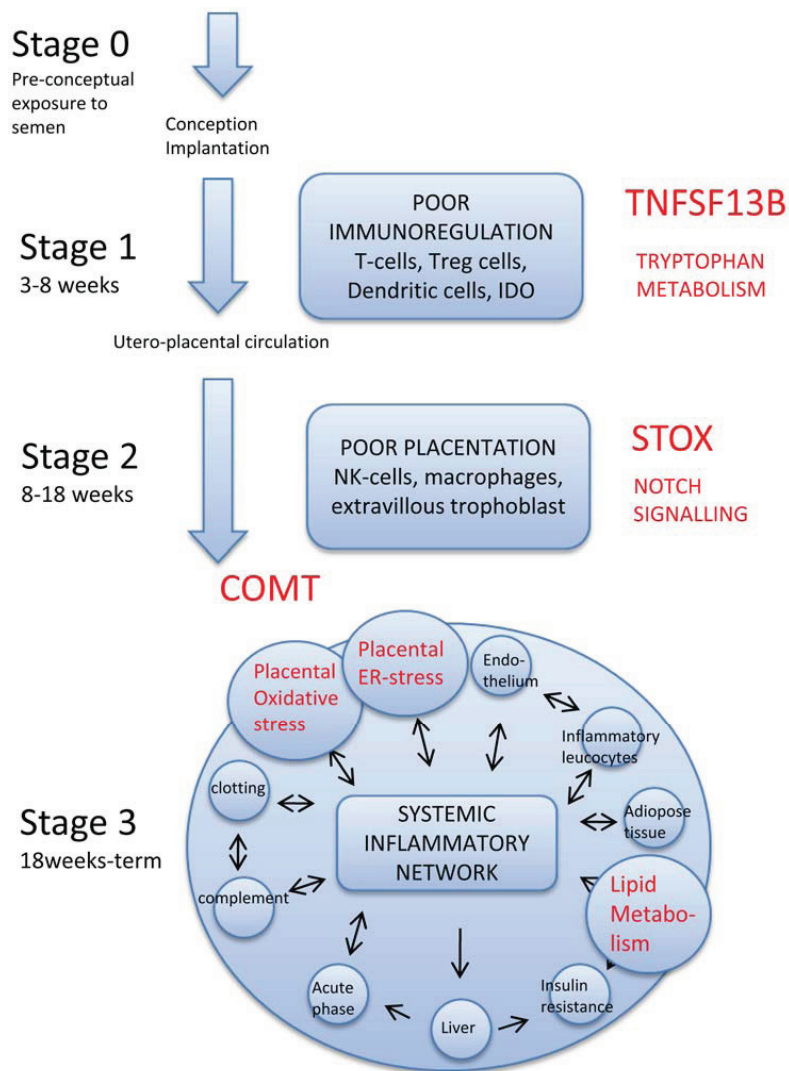 Stage 0
Pre-conceptual
exposure to
semen
Conception
Implantation
Stage 1
3-8 weeks
POOR
IMMUNOREGULATION
T-cells, Treg cells,
Dendritic cells, IDO
TNFSF13B
TRYPTOPHAN
METABOLISM
Utero-placental circulation
Stage 2
8-18 weeks
POOR PLACENTATION
NK-cells, macrophages,
extravillous trophoblast
STOX
NOTCH
SIGNALLING
COMT
Placental
Oxidative
stress
Placental
ER-stress
Endo-
thelium
Inflammatory
leucocytes
clotting
Stage 3
18weeks-term
SYSTEMIC
INFLAMMATORY
NETWORK
Adiopose
tissue
complement
Lipid
Metabo-
lism
Acute
phase
Liver
Insulin
resistance